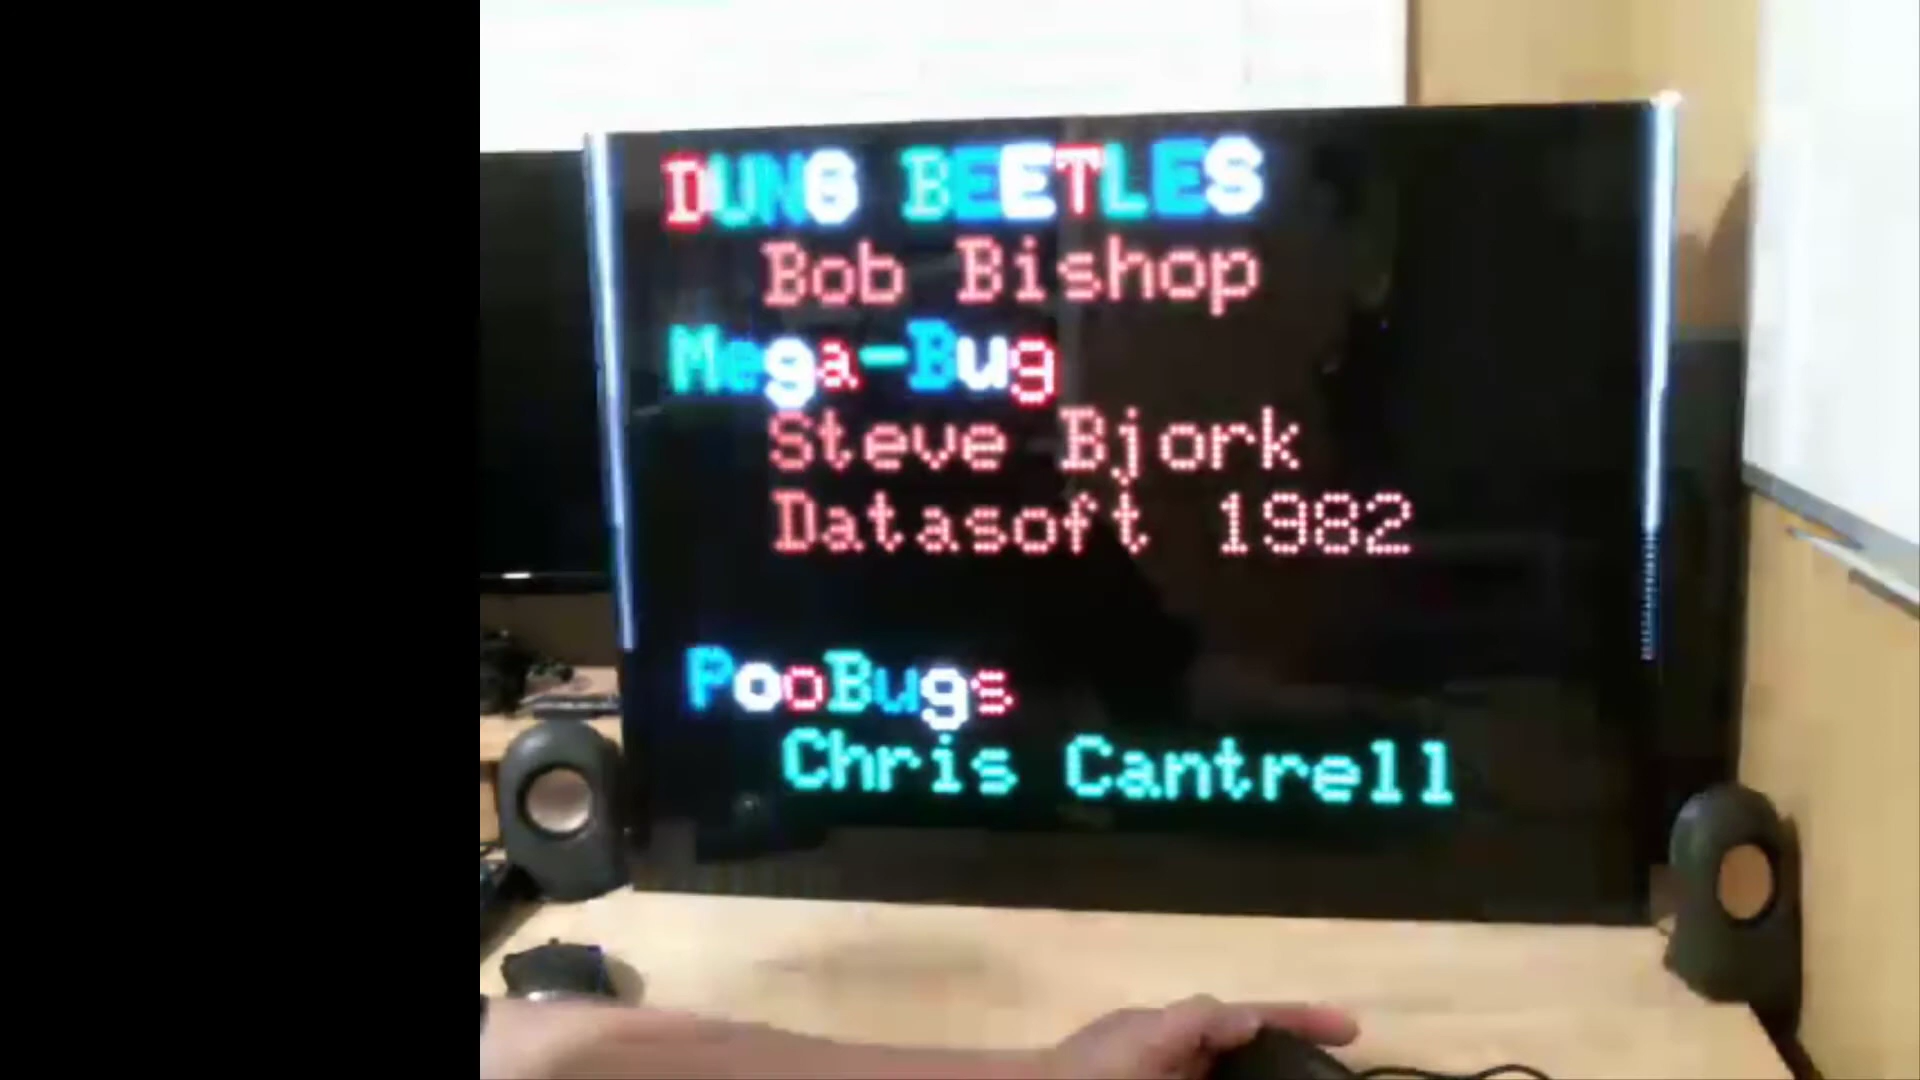 DUNG BEETLES
Bob Bishop
Mega-Bug
Steve Bjork
Datasoft 1982
PooBugs
Chris Cantrell